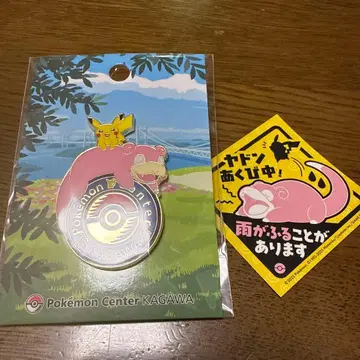 Pokémon Center
Pokémon Center KAGAWA
ヤドン
あくび中!
雨がふることが
あります